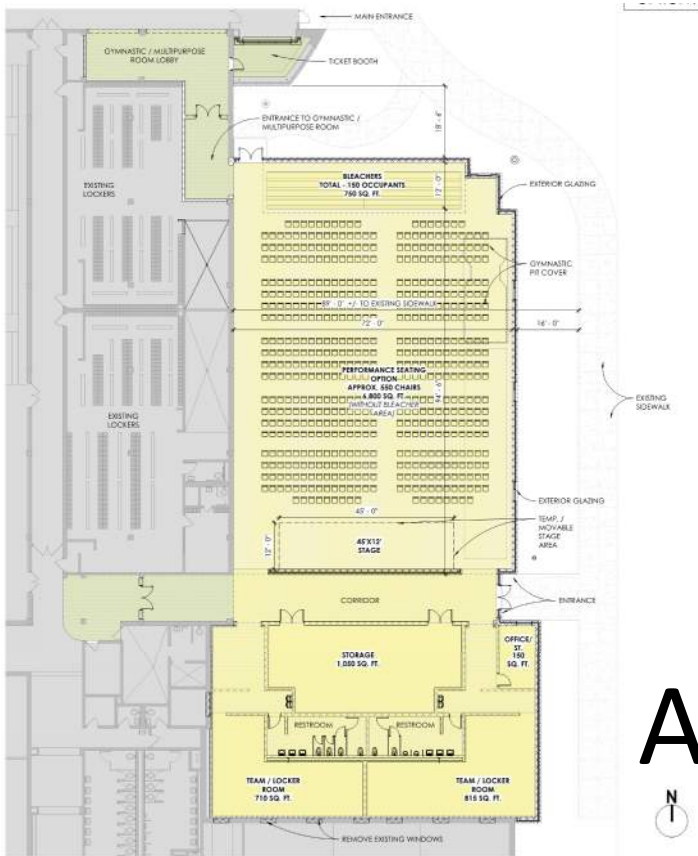 MAIN ENTRANCE
GYMNASTIC / MULTIPURPOSE
ROOM LOBBY
TICKET BOOTH
ENTRANCE TO GYMNASTIC /
MULTIPURPOSE ROOM
18' - 4"
BLEACHERS
TOTAL - 150 OCCUPANTS
750 SQ. FT.
12' - 0"
EXTERIOR GLAZING
EXISTING
LOCKERS
GYMNASTIC
PIT COVER
89' - 0" +/- TO EXISTING SIDEWALK
72' - 0"
16' - 0"
PERFORMANCE SEATING
OPTION
APPROX. 550 CHAIRS
6,800 SQ. FT.
(WITHOUT BLEACHER
AREA)
94' - 6"
EXISTING
SIDEWALK
EXISTING
LOCKERS
EXTERIOR GLAZING
45' - 0"
TEMP. /
MOVABLE
STAGE
AREA
12' - 0"
45'X12'
STAGE
CORRIDOR
ENTRANCE
STORAGE
1,050 SQ. FT.
OFFICE/
ST.
150
SQ. FT.
RESTROOM
RESTROOM
A
TEAM / LOCKER
ROOM
710 SQ. FT.
TEAM / LOCKER
ROOM
815 SQ. FT.
N
REMOVE EXISTING WINDOWS